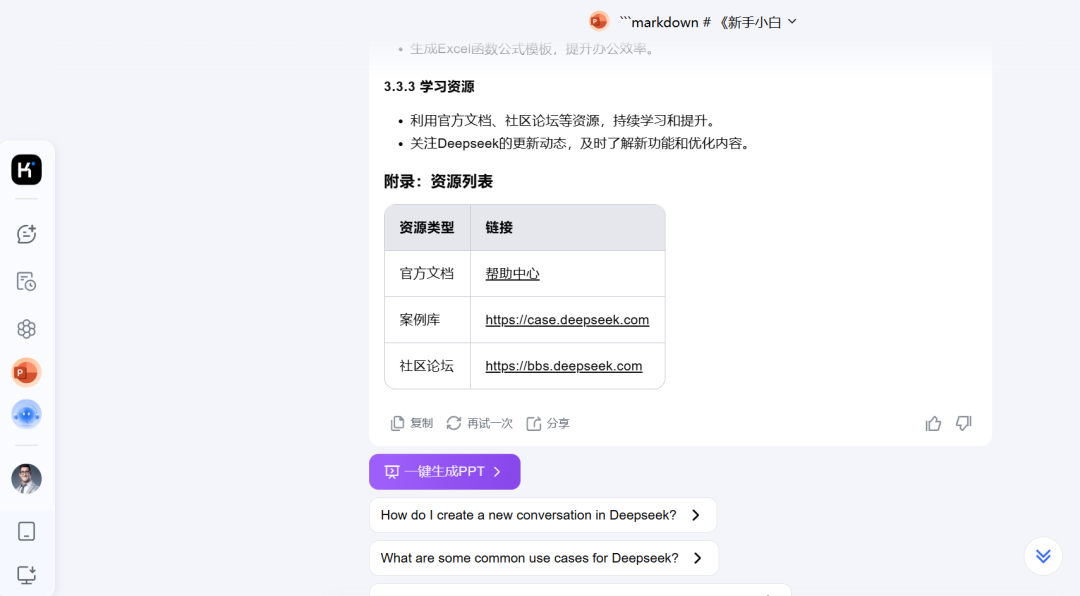 ```markdown # 《新手小白
• 生成Excel函数公式模板，提升办公效率。
3.3.3 学习资源
• 利用官方文档、社区论坛等资源，持续学习和提升。
• 关注Deepseek的更新动态，及时了解新功能和优化内容。
附录：资源列表
资源类型 链接
官方文档 帮助中心
案例库 https://case.deepseek.com
社区论坛 https://bbs.deepseek.com
复制 再试一次 分享
一键生成PPT
How do I create a new conversation in Deepseek?
What are some common use cases for Deepseek?